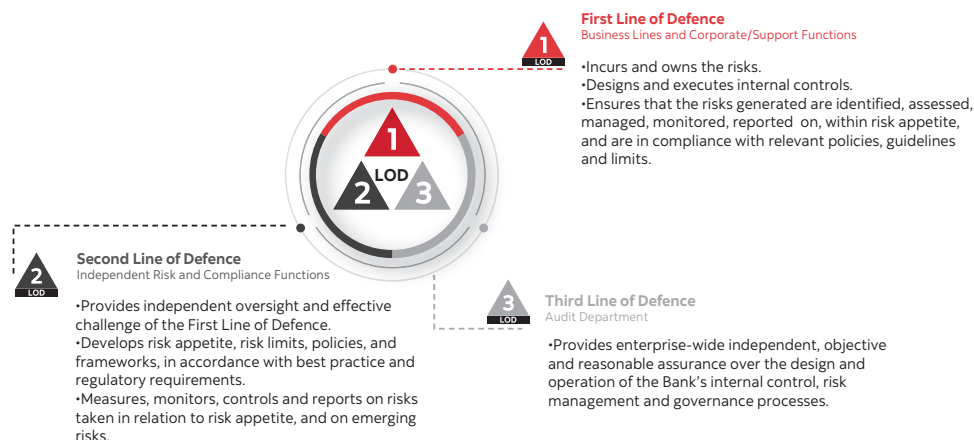 First Line of Defence
Business Lines and Corporate/Support Functions
1
LOD
•Incurs and owns the risks.
•Designs and executes internal controls.
•Ensures that the risks generated are identified, assessed,
managed, monitored, reported on, within risk appetite,
and are in compliance with relevant policies, guidelines
and limits.
1
LOD
2
3
2
LOD
Second Line of Defence
Independent Risk and Compliance Functions
•Provides independent oversight and effective
challenge of the First Line of Defence.
•Develops risk appetite, risk limits, policies, and
frameworks, in accordance with best practice and
regulatory requirements.
•Measures, monitors, controls and reports on risks
taken in relation to risk appetite, and on emerging
risks.
3
LOD
Third Line of Defence
Audit Department
•Provides enterprise-wide independent, objective
and reasonable assurance over the design and
operation of the Bank's internal control, risk
management and governance processes.